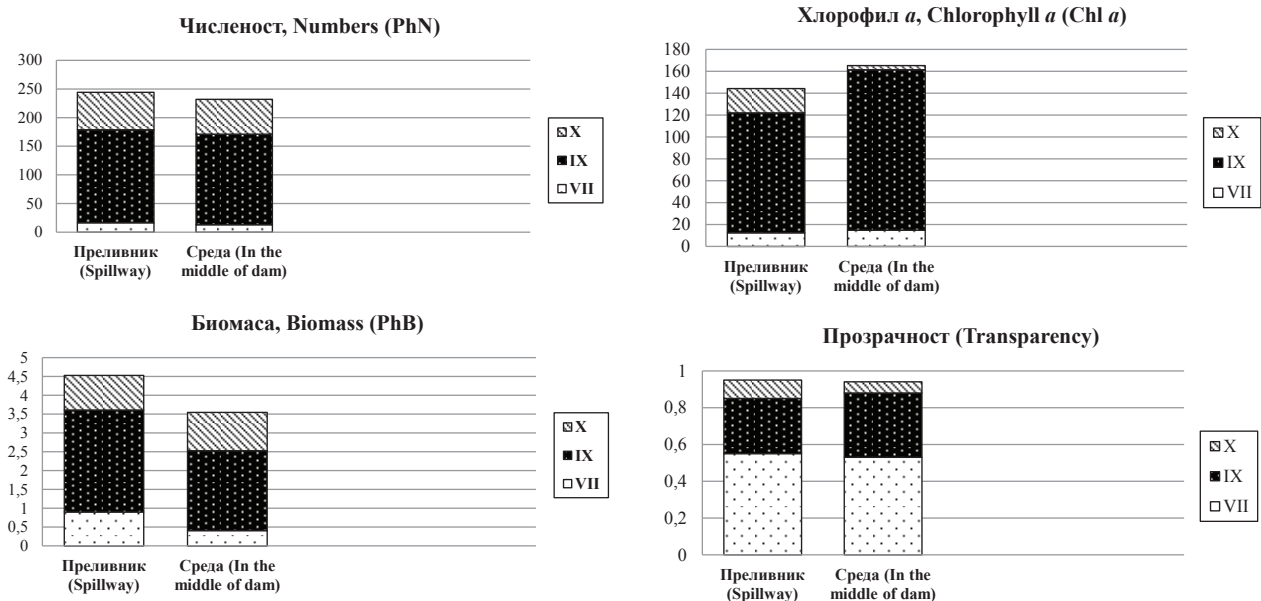 Численост, Numbers (PhN)
300
250
200
150
100
50
0
Преливник
(Spillway)
Среда (In the
middle of dam)
X
IX
VII
Хлорофил a, Chlorophyll a (Chl a)
180
160
140
120
100
80
60
40
20
0
Преливник
(Spillway)
Среда (In the
middle of dam)
X
IX
VII
Биомаса, Biomass (PhB)
5
4,5
4
3,5
3
2,5
2
1,5
1
0,5
0
Преливник
(Spillway)
Среда (In the
middle of dam)
X
IX
VII
Прозрачност (Transparency)
1
0,8
0,6
0,4
0,2
0
Преливник
(Spillway)
Среда (In the
middle of dam)
X
IX
VII